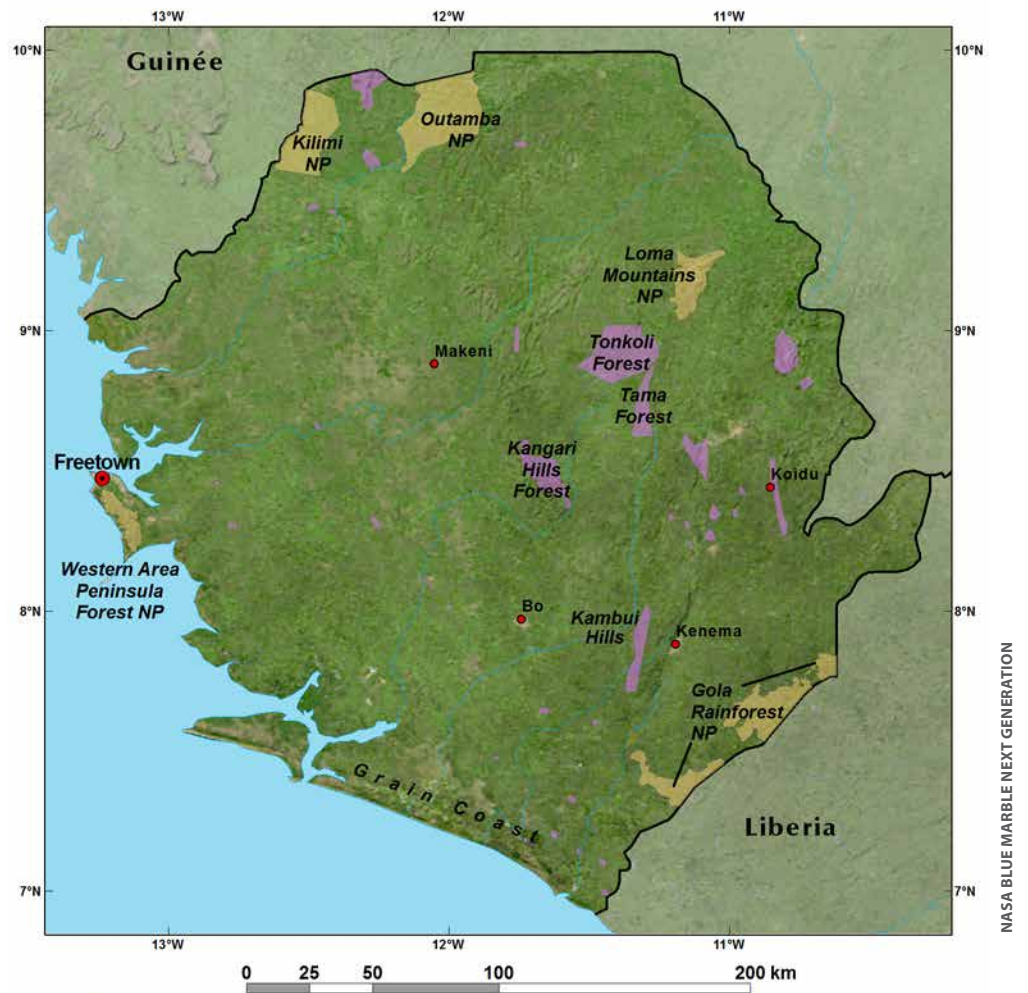 13°W
12°W
11°W
10°N
10°N
Guinée
Outamba
NP
Kilimi
NP
Loma
Mountains
NP
9°N
9°N
Tonkoli
Forest
Makeni
Tama
Forest
Kangari
Hills
Forest
Freetown
Koidu
Western Area
Peninsula
Forest NP
8°N
8°N
Bo
Kambui
Hills
Kenema
Gola
Rainforest
NP
Grain Coast
Liberia
7°N
7°N
13°W
12°W
11°W
0 25 50 100 200 km
NASA BLUE MARBLE NEXT GENERATION